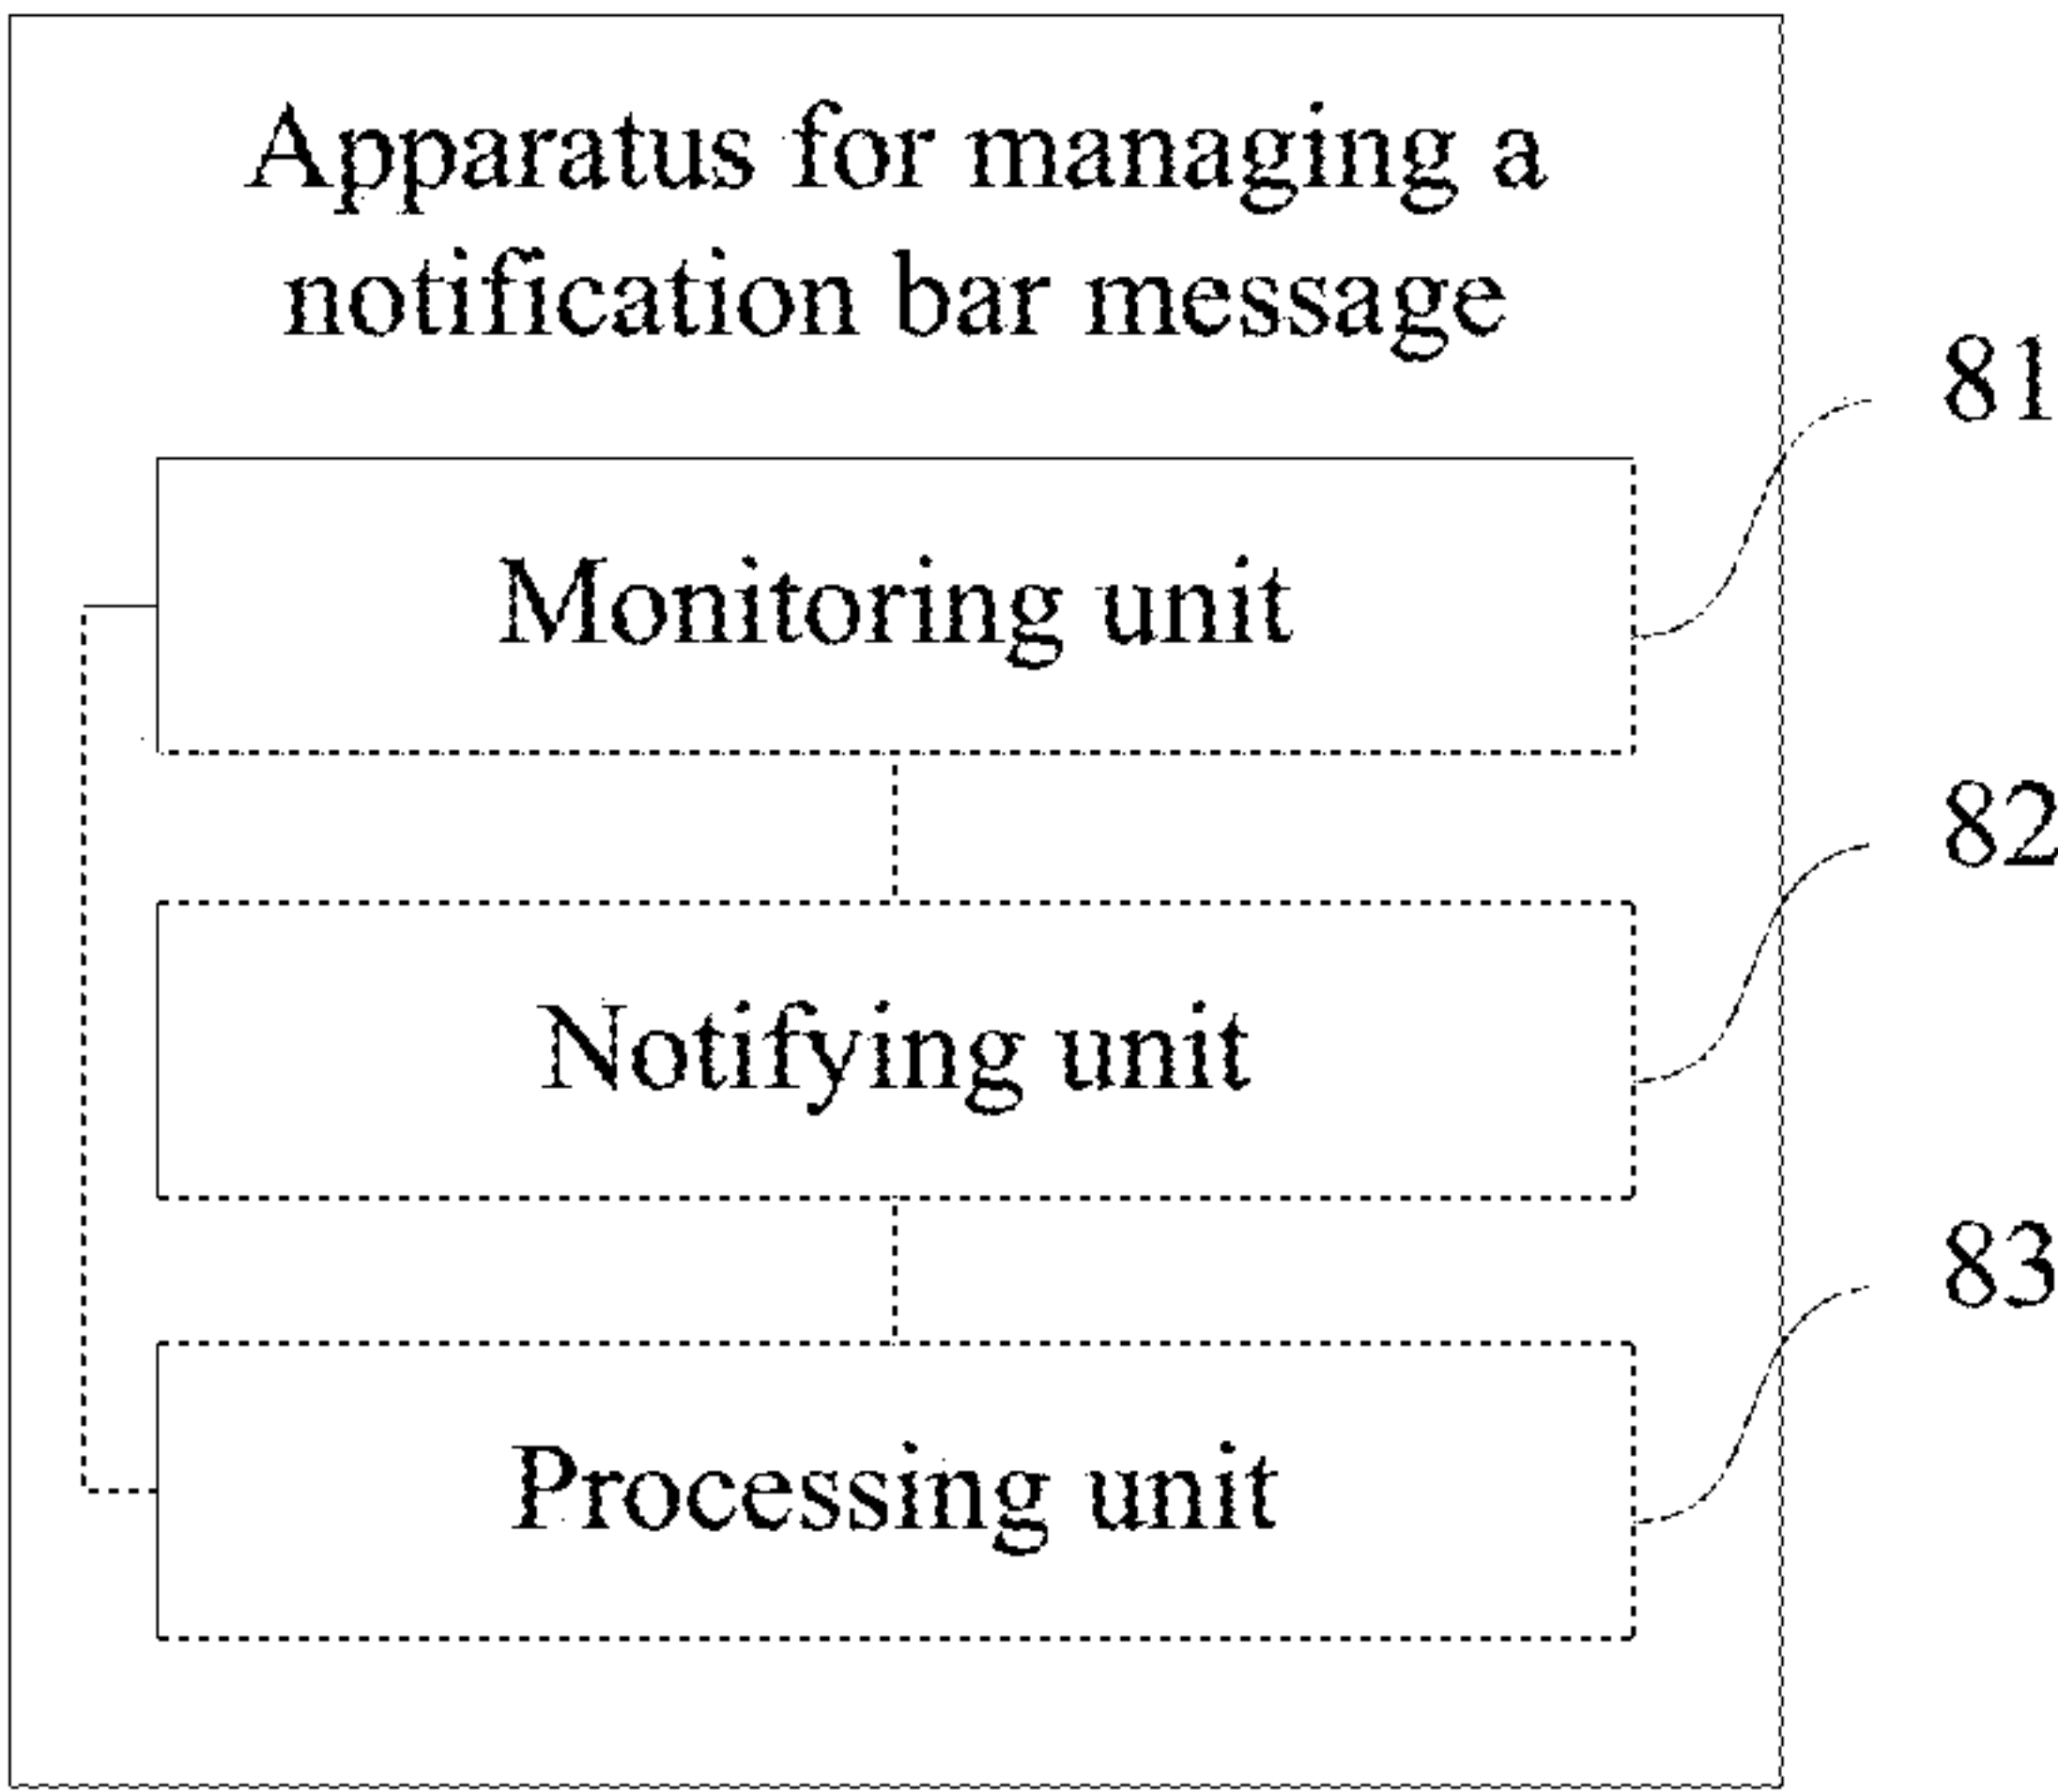 Apparatus for managing a
notification bar message
81
Monitoring unit
82
Notifying unit
83
Processing unit